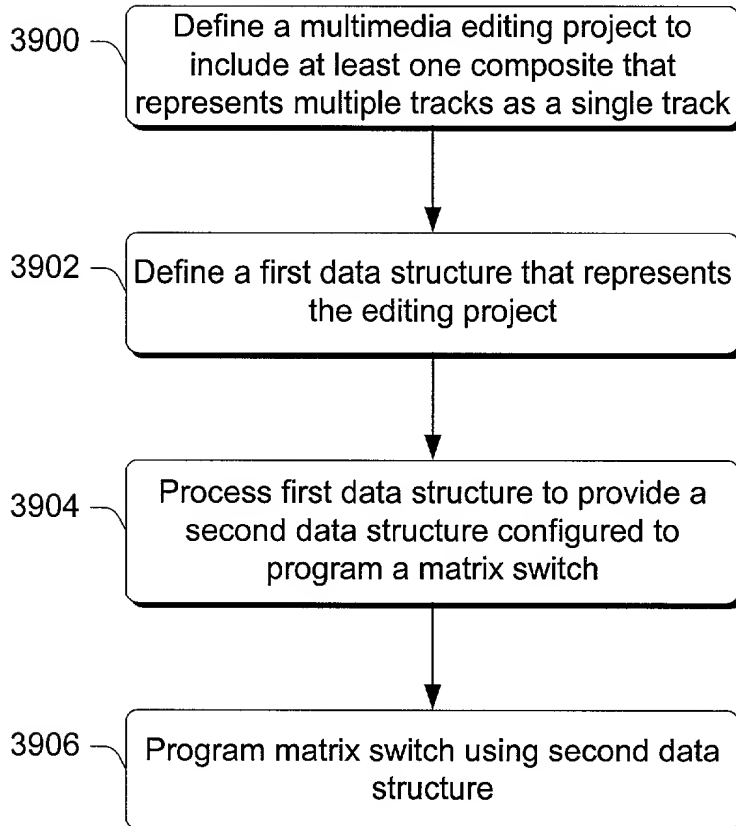 3900
Define a multimedia editing project to
include at least one composite that
represents multiple tracks as a single track
3902
Define a first data structure that represents
the editing project
3904
Process first data structure to provide a
second data structure configured to
program a matrix switch
3906
Program matrix switch using second data
structure